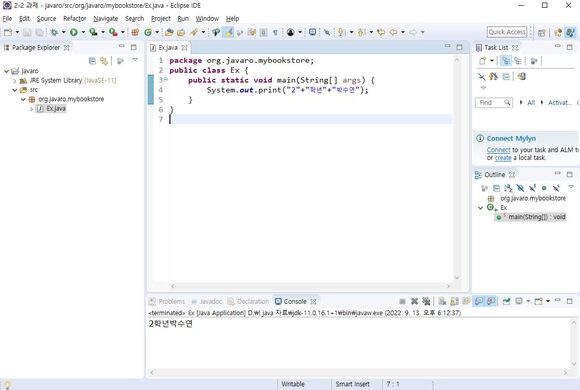 2-2 과제 - javaro/src/org/javaro/mybookstore/Ex.java - Eclipse IDE
File Edit Source Refactor Navigate Search Project Run Window Help
Quick Access
Package Explorer
javaro
JRE System Library [JavaSE-11]
src
org.javaro.mybookstore
Ex.java
Ex.java
1 package org.javaro.mybookstore;
2 public class Ex {
3 public static void main(String[] args) {
4 System.out.print("2"+"학년"+"박수연");
5 }
6 }
7
Task List
Find
All
Activat...
Connect Mylyn
Connect to your task and ALM to
or create a local task.
Outline
org.javaro.mybookstore
Ex
main(String[]) : void
Problems Javadoc Declaration Console
<terminated> Ex [Java Application] D:\! java 자료\jdk-11.0.16.1+1\bin\javaw.exe (2022. 9. 13. 오후 6:12:37)
2학년박수연
Writable Smart Insert 7 : 1